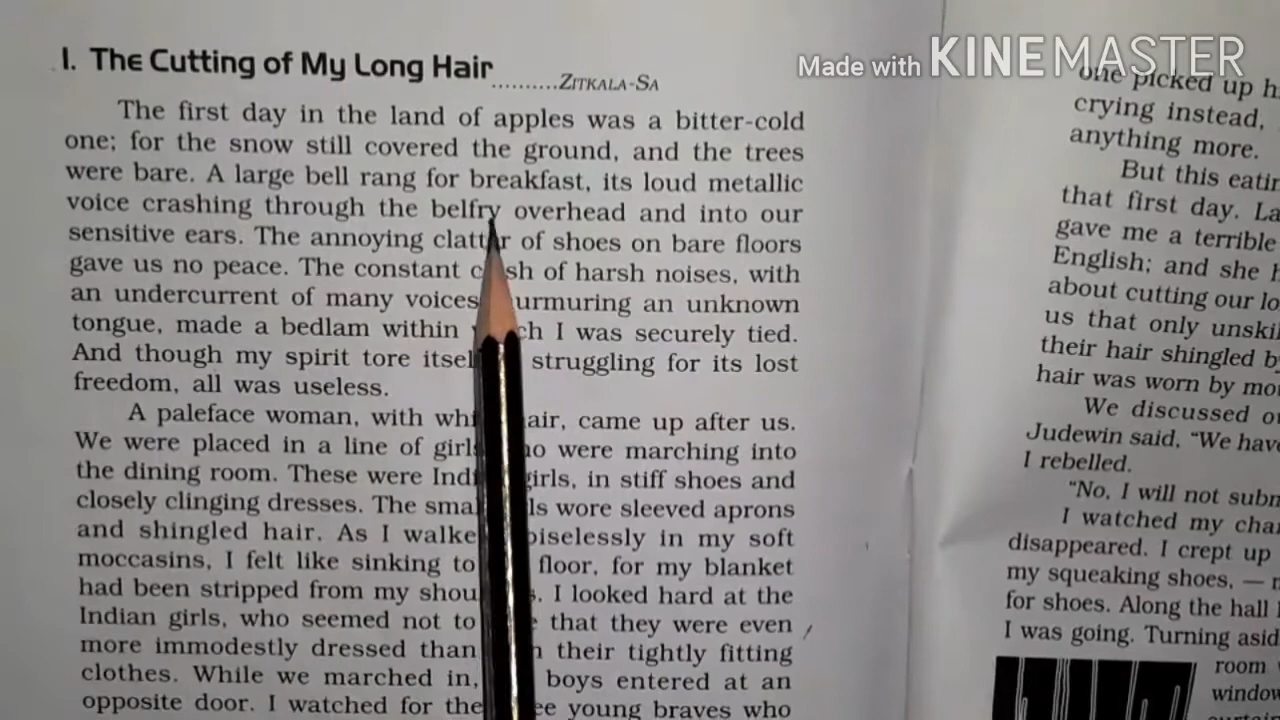 Made with KINEMASTER
I. The Cutting of My Long Hair
..........ZITKALA-SA
The first day in the land of apples was a bitter-cold
one; for the snow still covered the ground, and the trees
were bare. A large bell rang for breakfast, its loud metallic
voice crashing through the belfry overhead and into our
sensitive ears. The annoying clatter of shoes on bare floors
gave us no peace. The constant of harsh noises, with
an undercurrent of many voices an unknown
tongue, made a bedlam within I was securely tied.
And though my spirit tore struggling for its lost
freedom, all was useless.
A paleface woman, with came up after us.
We were placed in a line of were marching into
the dining room. These were in stiff shoes and
closely clinging dresses. The wore sleeved aprons
and shingled hair. As I in my soft
moccasins, I felt like sinking to floor, for my blanket
had been stripped from my I looked hard at the
Indian girls, who seemed not to that they were even
more immodestly dressed than their tightly fitting
clothes. While we marched in, boys entered at an
opposite door. I watched for young braves who
one picked up
crying instead,
anything more.
But this
that first day.
gave me a terrible
English; and she
about cutting our
us that only
their hair shingled
hair was worn by
We discussed
Judewin said, "We
I rebelled.
"No, I will not
I watched my
disappeared. I crept up
my squeaking shoes, —
for shoes. Along the hall
I was going. Turning
room